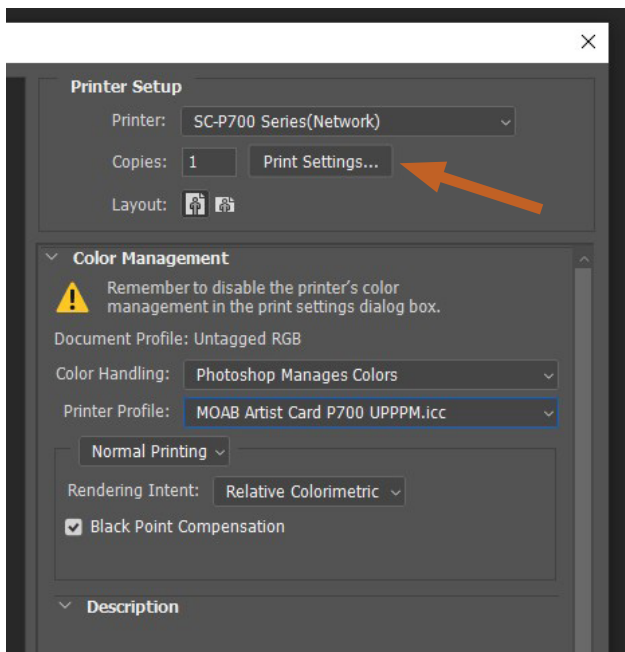 Printer Setup
Printer: SC-P700 Series(Network)
Copies: 1 Print Settings...
Layout:
Color Management
Remember to disable the printer's color
management in the print settings dialog box.
Document Profile: Untagged RGB
Color Handling: Photoshop Manages Colors
Printer Profile: MOAB Artist Card P700 UPPPM.icc
Normal Printing
Rendering Intent: Relative Colorimetric
Black Point Compensation
Description